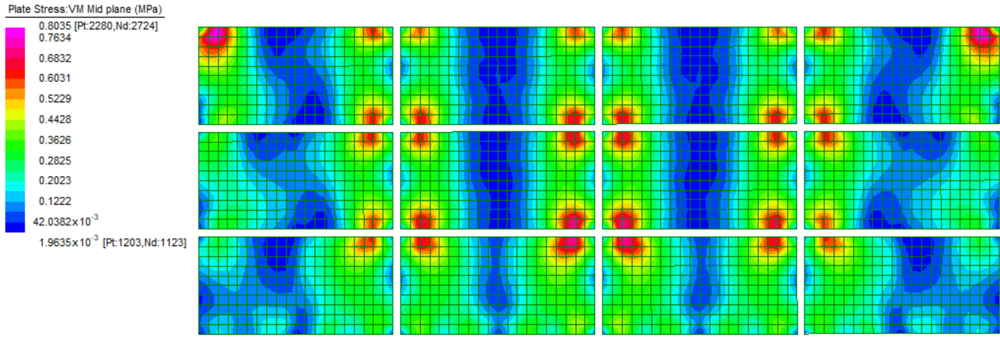 Plate Stress:VM Mid plane (MPa)
0.8035 [Pt:2280,Nd:2724]
0.7634
0.6832
0.6031
0.5229
0.4428
0.3626
0.2825
0.2023
0.1222
42.0382x10⁻³
1.9635x10⁻³ [Pt:1203,Nd:1123]